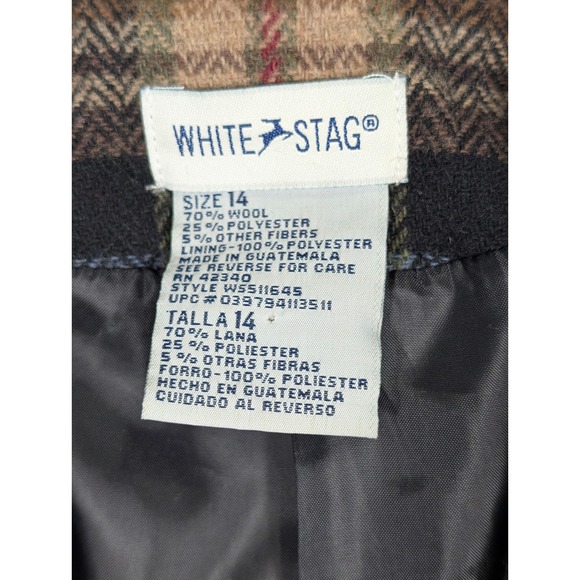 WHITE STAG®
SIZE 14
70% WOOL
25% POLYESTER
5% OTHER FIBERS
LINING-100% POLYESTER
MADE IN GUATEMALA
SEE REVERSE FOR CARE
RN 42340
STYLE WS511645
UPC # 039794113511
TALLA 14
70% LANA
25% POLIESTER
5% OTRAS FIBRAS
FORRO-100% POLIESTER
HECHO EN GUATEMALA
CUIDADO AL REVERSO